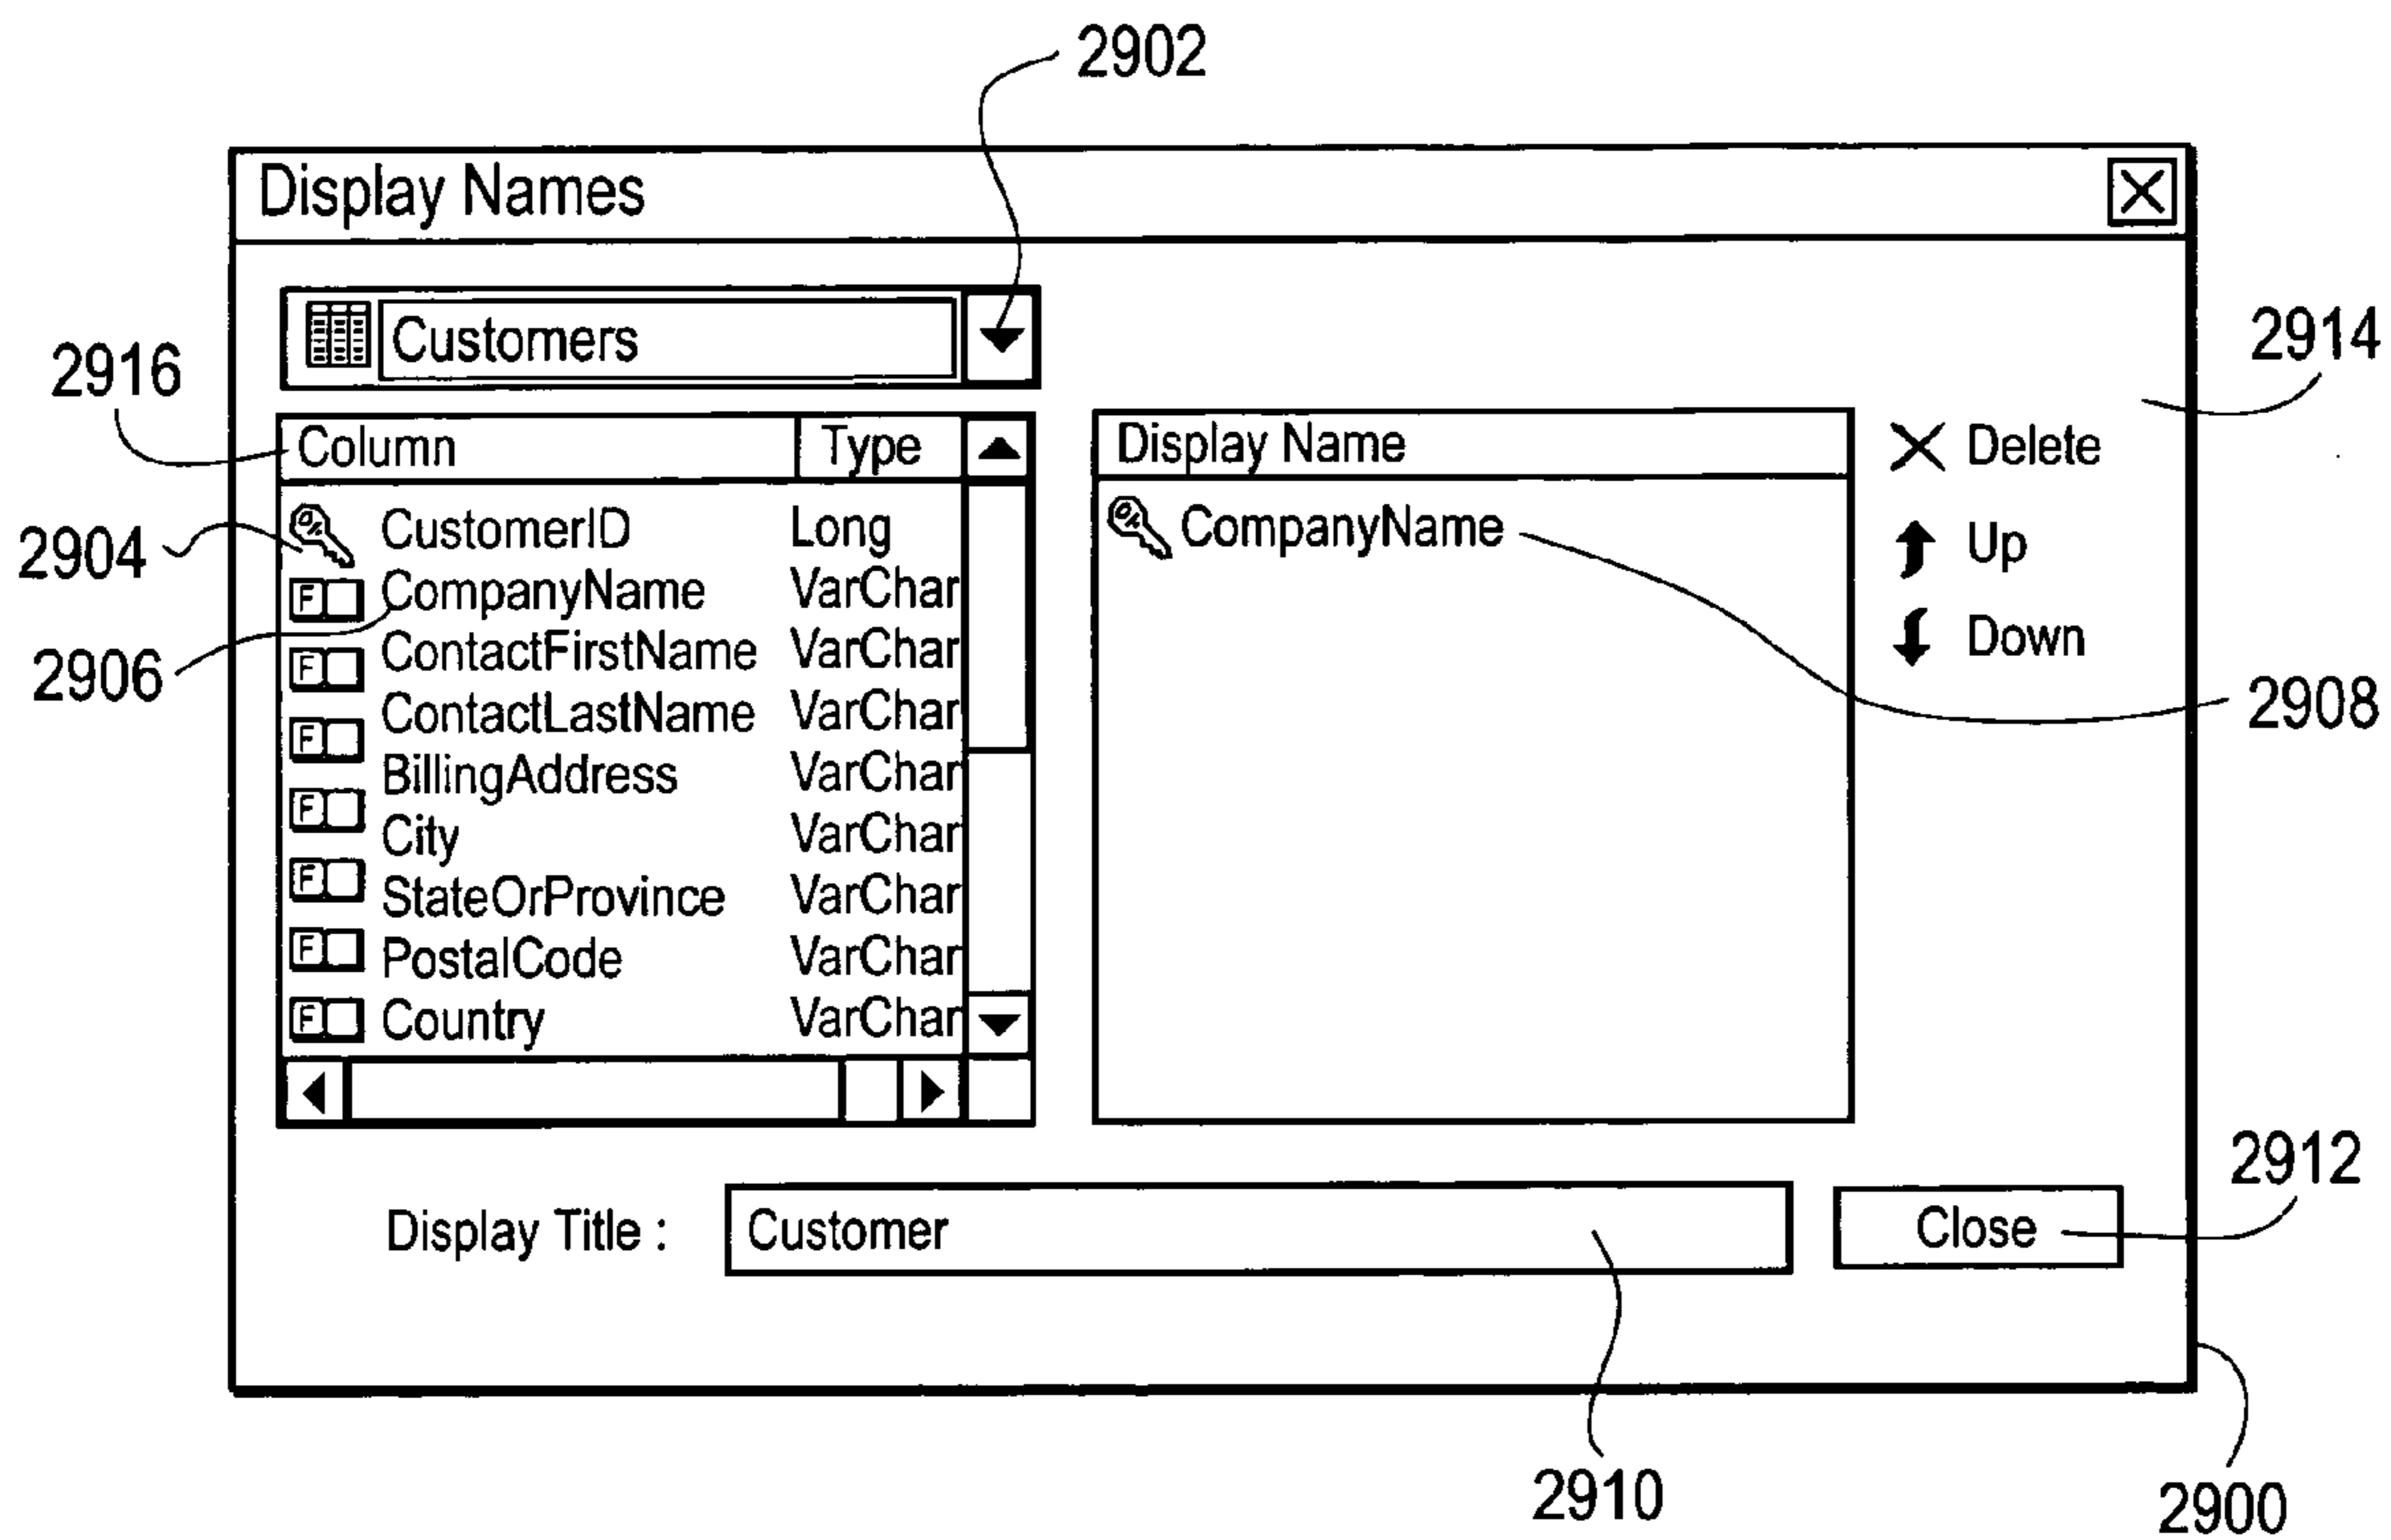 2902
Display Names
Customers
2914
2916
Column Type
Display Name
Delete
2904
CustomerID Long
CompanyName
Up
F CompanyName VarChar
2906
F ContactFirstName VarChar
Down
F ContactLastName VarChar
2908
F BillingAddress VarChar
F City VarChar
F StateOrProvince VarChar
F PostalCode VarChar
Country VarChar
2912
Display Title : Customer
Close
2910
2900